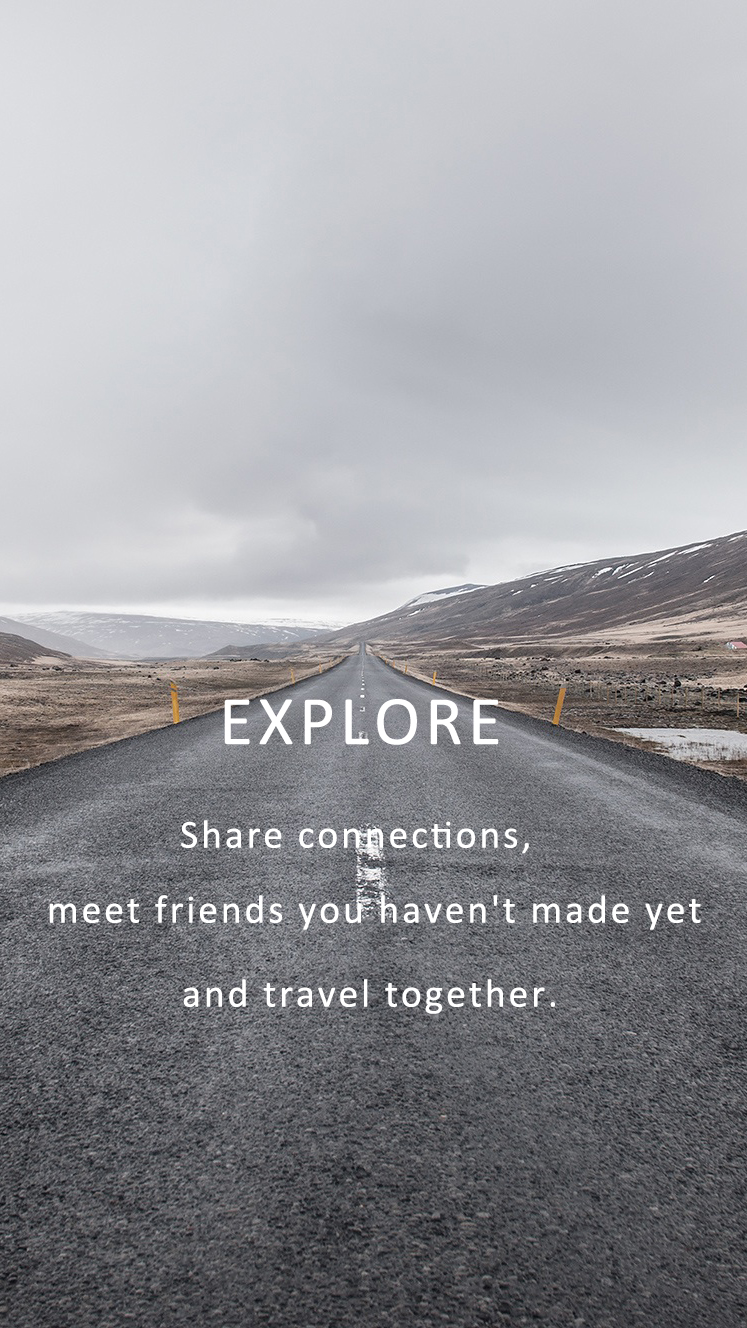 EXPLORE
Share connections,
meet friends you haven't made yet
and travel together.